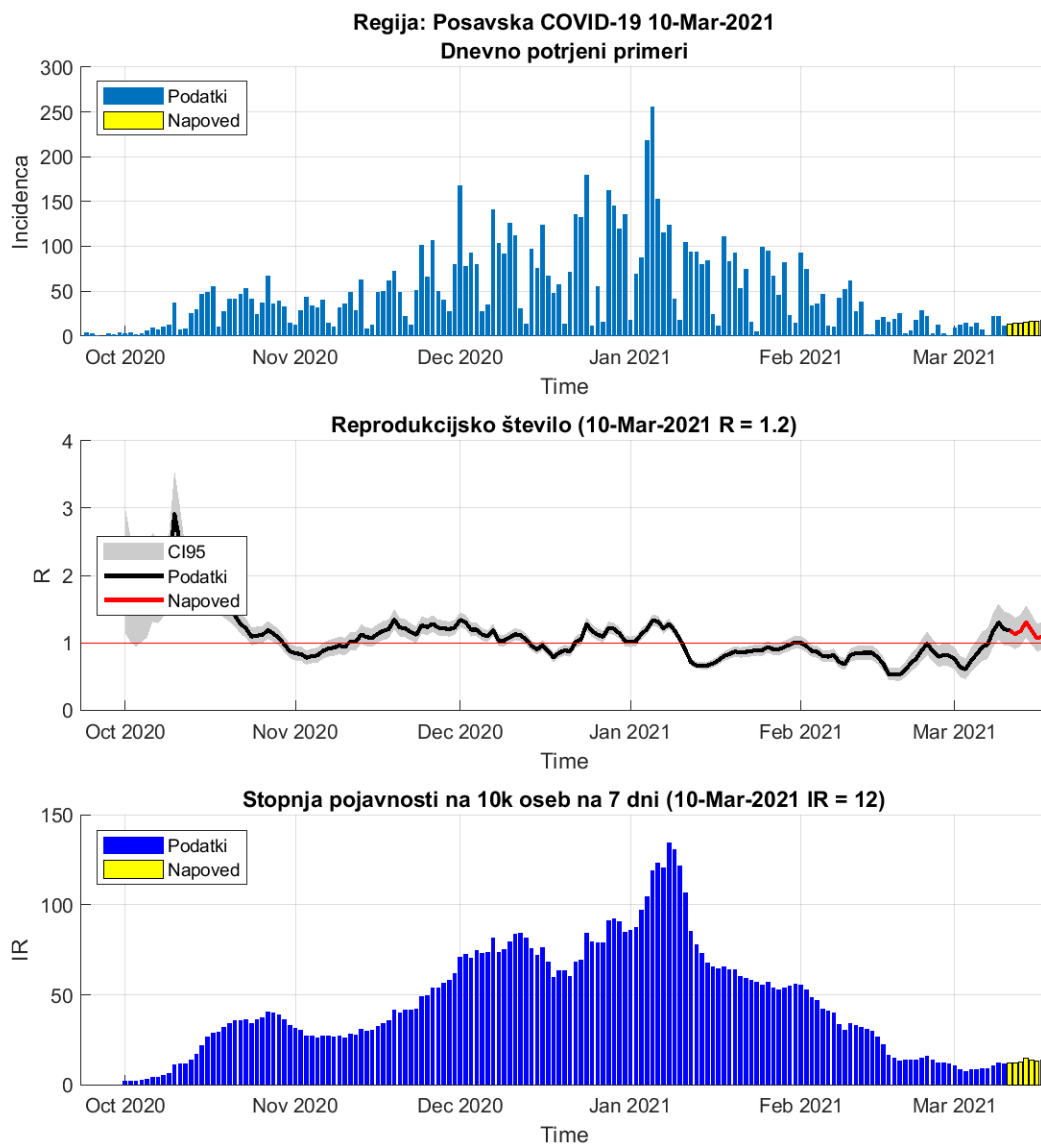 Regija: Posavska COVID-19 10-Mar-2021
Dnevno potrjeni primeri
300
250
200
150
100
50
0
Incidenca
Podatki
Napoved
Oct 2020 Nov 2020 Dec 2020 Jan 2021 Feb 2021 Mar 2021
Time
Reprodukcijsko število (10-Mar-2021 R = 1.2)
4
3
2
1
0
R
CI95
Podatki
Napoved
Oct 2020 Nov 2020 Dec 2020 Jan 2021 Feb 2021 Mar 2021
Time
Stopnja pojavnosti na 10k oseb na 7 dni (10-Mar-2021 IR = 12)
150
100
50
0
IR
Podatki
Napoved
Oct 2020 Nov 2020 Dec 2020 Jan 2021 Feb 2021 Mar 2021
Time